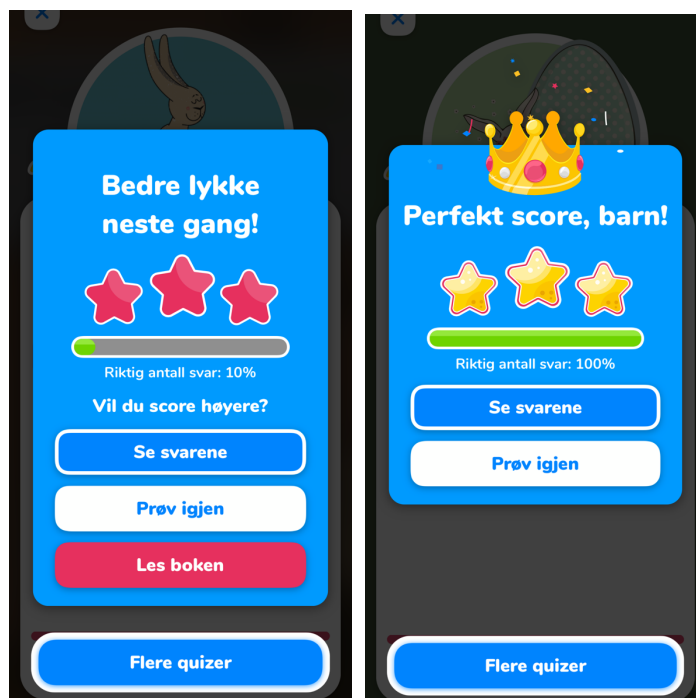 Bedre lykke
neste gang!
Riktig antall svar: 10%
Vil du score høyere?
Se svarene
Prøv igjen
Les boken
Flere quizer
Perfekt score, barn!
Riktig antall svar: 100%
Se svarene
Prøv igjen
Flere quizer